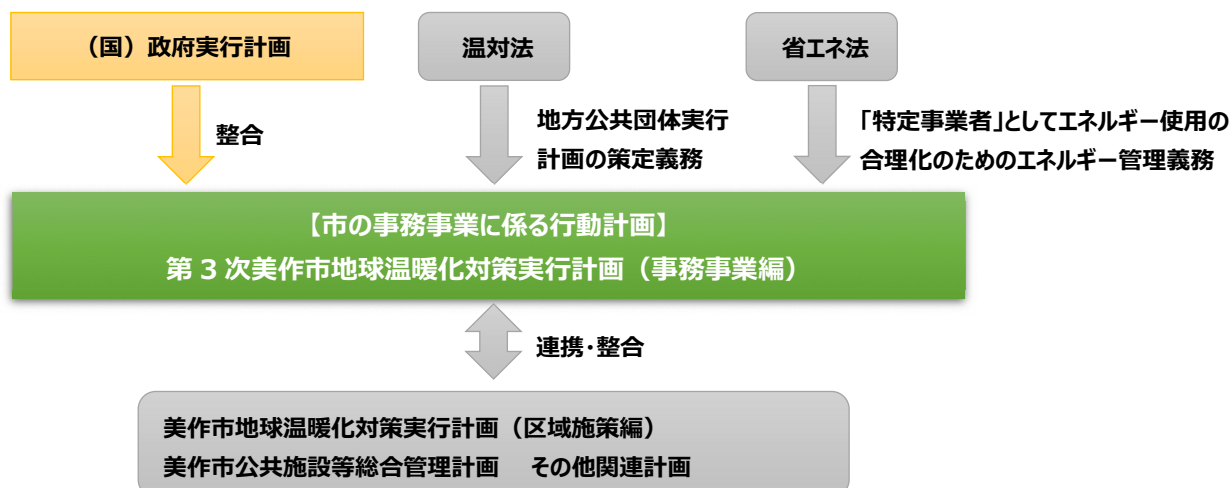 （国）政府実行計画
温対法
省エネ法
整合
地方公共団体実行
計画の策定義務
「特定事業者」としてエネルギー使用の
合理化のためのエネルギー管理義務
【市の事務事業に係る行動計画】
第 3 次美作市地球温暖化対策実行計画（事務事業編）
連携・整合
美作市地球温暖化対策実行計画（区域施策編）
美作市公共施設等総合管理計画　その他関連計画